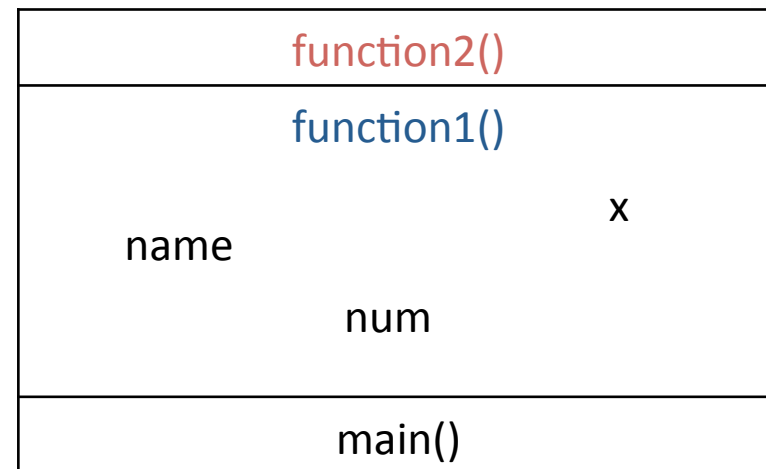 function2()
function1()
x
name
num
main()